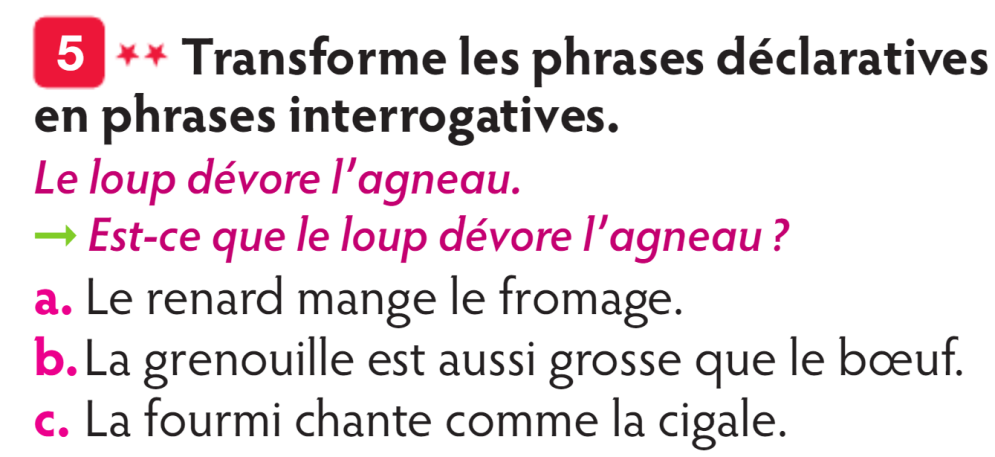 5 ** Transforme les phrases déclaratives
en phrases interrogatives.
Le loup dévore l’agneau.
→ Est-ce que le loup dévore l’agneau ?
a. Le renard mange le fromage.
b. La grenouille est aussi grosse que le bœuf.
c. La fourmi chante comme la cigale.